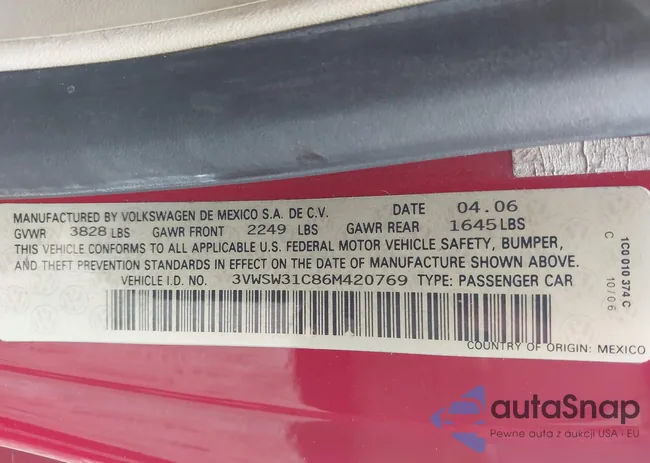 MANUFACTURED BY VOLKSWAGEN DE MEXICO S.A. DE C.V. DATE 04.06
GVWR 3828 LBS GAWR FRONT 2249 LBS GAWR REAR 1645 LBS
THIS VEHICLE CONFORMS TO ALL APPLICABLE U.S. FEDERAL MOTOR VEHICLE SAFETY, BUMPER,
AND THEFT PREVENTION STANDARDS IN EFFECT ON THE DATE OF MANUFACTURE SHOWN ABOVE.
VEHICLE I.D. NO. 3VWSW31C86M420769 TYPE: PASSENGER CAR
COUNTRY OF ORIGIN: MEXICO
1C0 010 374 C
C 10/06
autaSnap
Pewne auta z aukcji USA - EU